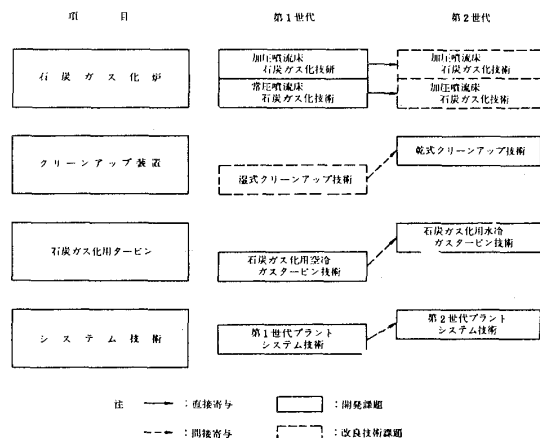 項 目 第1世代 第2世代
石炭ガス化炉
加圧噴流床
石炭ガス化技研
常圧噴流床
石炭ガス化技術
加圧噴流床
石炭ガス化技術
加圧噴流床
石炭ガス化技術
クリーンアップ装置
湿式クリーンアップ技術
乾式クリーンアップ技術
石炭ガス化用タービン
石炭ガス化用空冷
ガスタービン技術
石炭ガス化用水冷
ガスタービン技術
システム技術
第1世代プラント
システム技術
第2世代プラント
システム技術
注 :直接寄与 :開発課題
:間接寄与 :改良技術課題